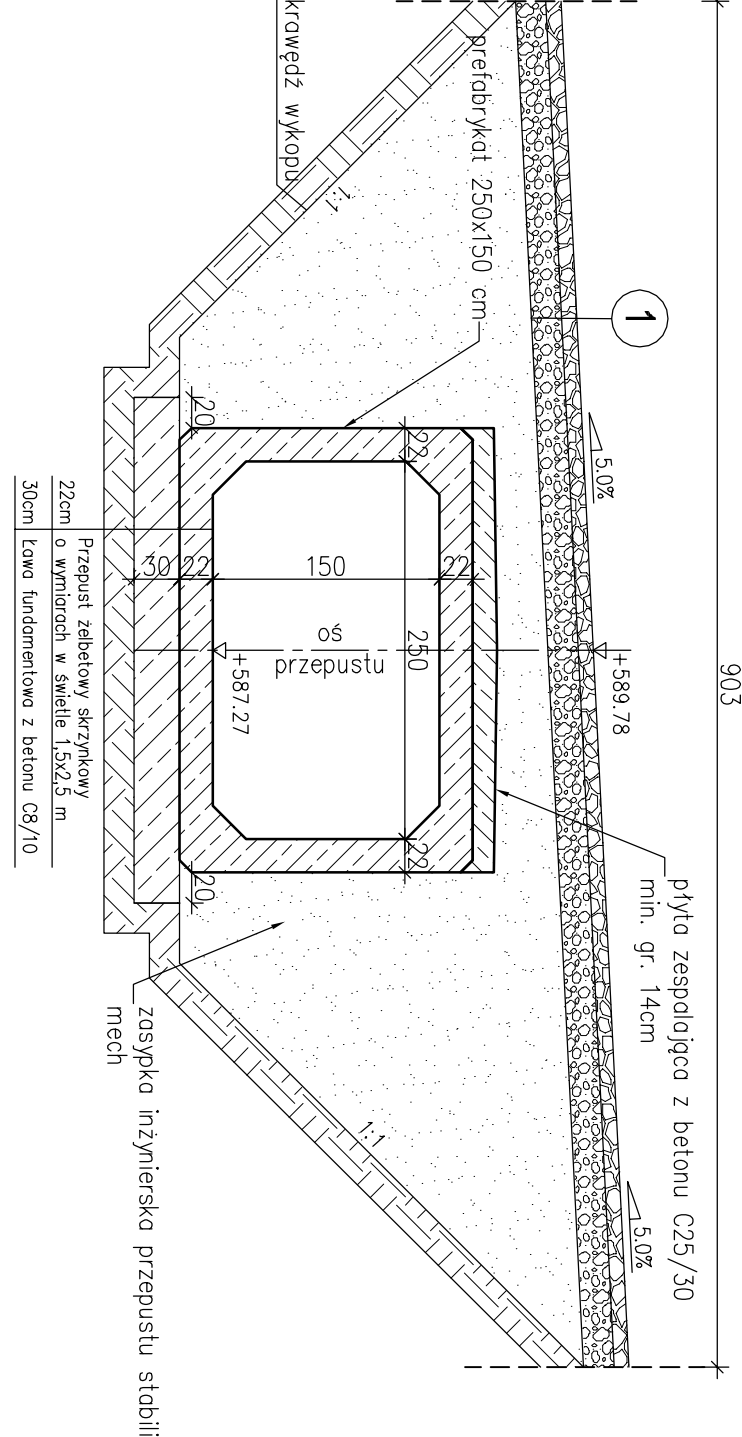 903
1
5.0%
5.0%
+589.78
płyta zespalająca z betonu C25/30
min. gr. 14cm
prefabrykat 250x150 cm
krawędź wykopu
1:1
1:1
22
250
22
22
150
22
30
oś
przepustu
+587.27
20
20
zasypka inżynierska przepustu stabili
mech
Przepust żelbetowy skrzynkowy
22cm o wymiarach w świetle 1,5x2,5 m
30cm Ława fundamentowa z betonu C8/10